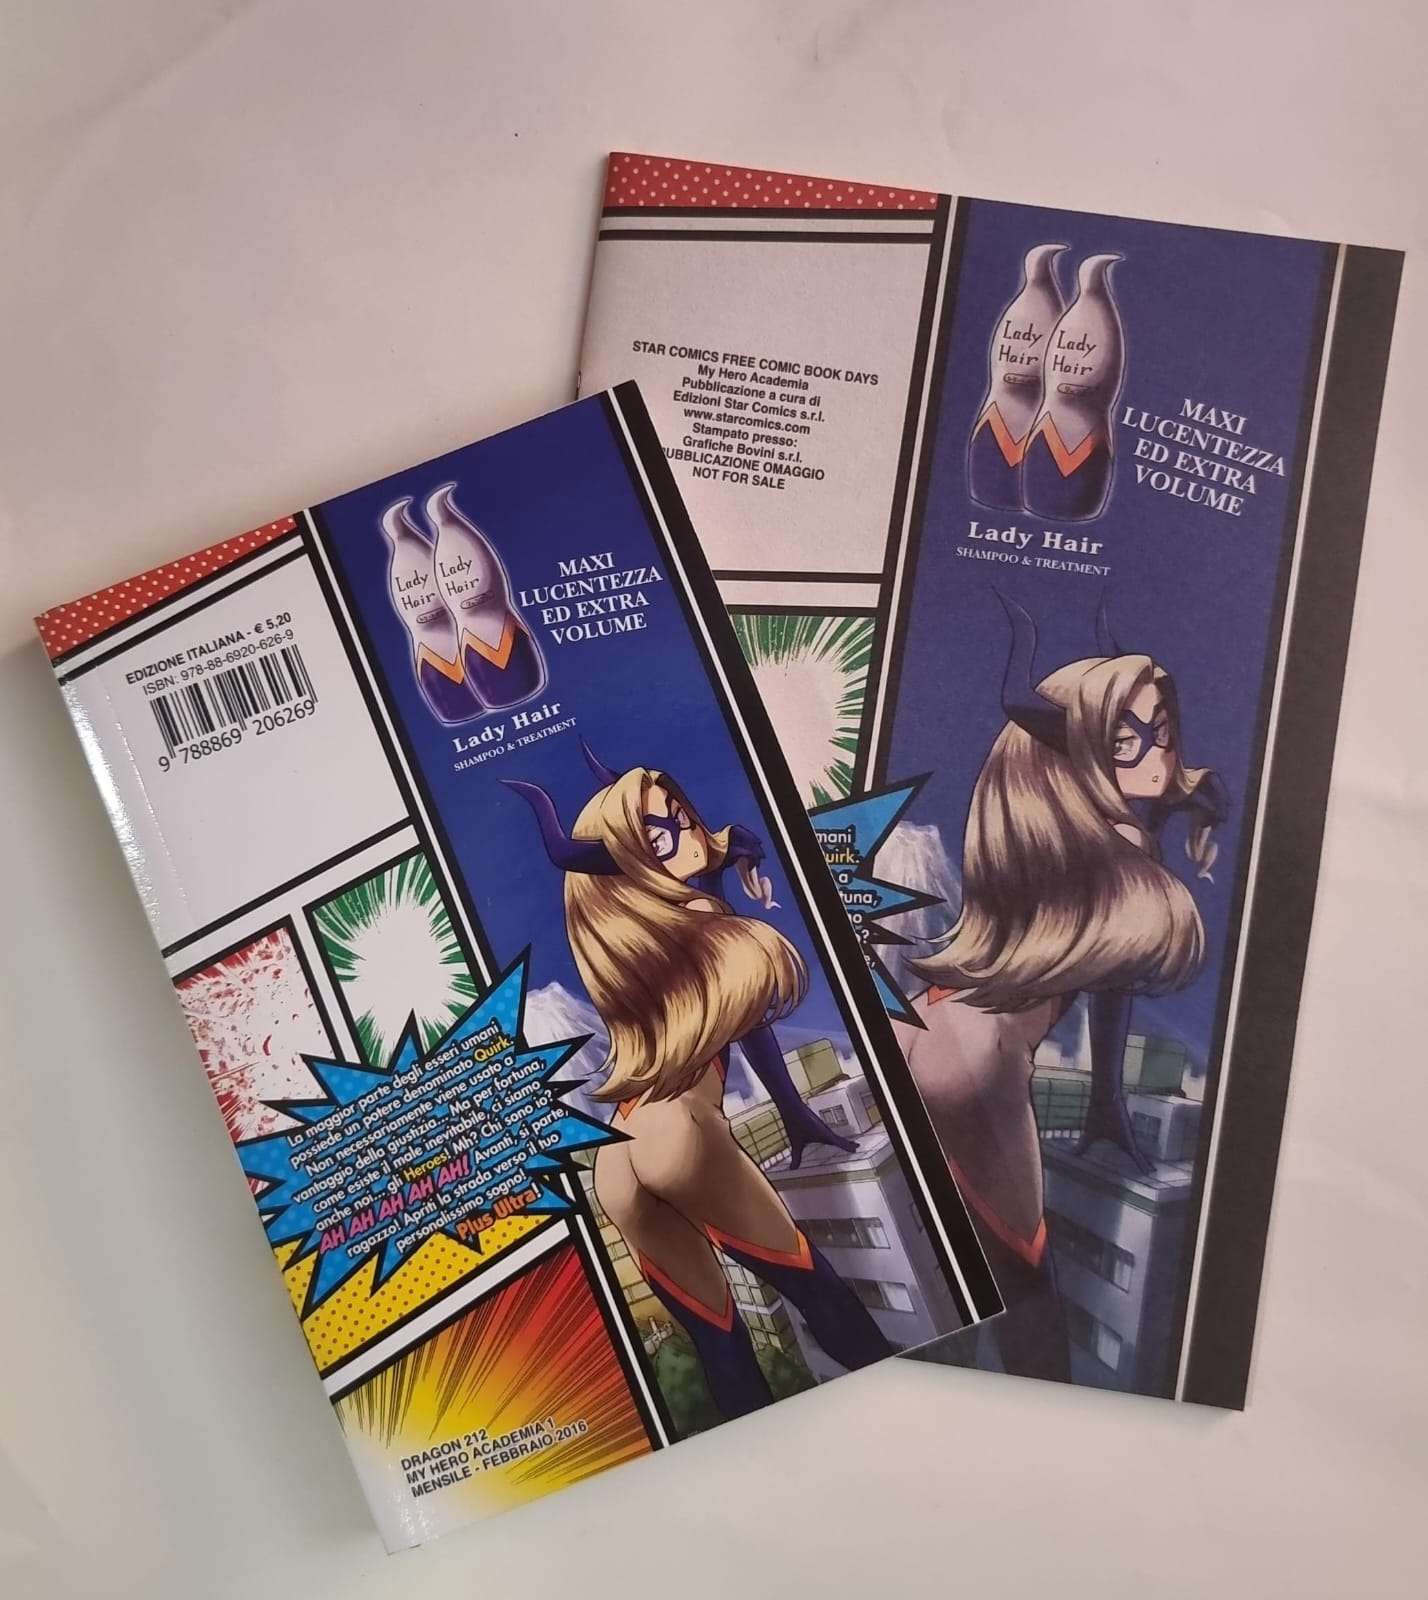 STAR COMICS FREE COMIC BOOK DAYS
My Hero Academia
Pubblicazione a cura di
Edizioni Star Comics s.r.l.
www.starcomics.com
Stampato presso:
Grafiche Bovini s.r.l.
UBBLICAZIONE OMAGGIO
NOT FOR SALE
Lady
Hair
Lady
Hair
MAXI
LUCENTEZZA
ED EXTRA
VOLUME
Lady Hair
SHAMPOO & TREATMENT
mani
uirk.
a
tuna,
mo
o?
e,
EDIZIONE ITALIANA - € 5,20
ISBN: 978-88-6920-626-9
9 788869 206269
Lady
Hair
Lady
Hair
MAXI
LUCENTEZZA
ED EXTRA
VOLUME
Lady Hair
SHAMPOO & TREATMENT
La maggior parte degli esseri umani
possiede un potere denominato Quirk.
Non necessariamente viene usato a
vantaggio della giustizia... Ma per fortuna,
come esiste il male inevitabile, ci siamo
anche noi... gli Heroes! Mh? Chi sono io?
AH AH AH AH AH! Avanti, si parte,
ragazzo! Apriti la strada verso il tuo
personalissimo sogno!
Plus Ultra!
DRAGON 212
MY HERO ACADEMIA 1
MENSILE - FEBBRAIO 2016